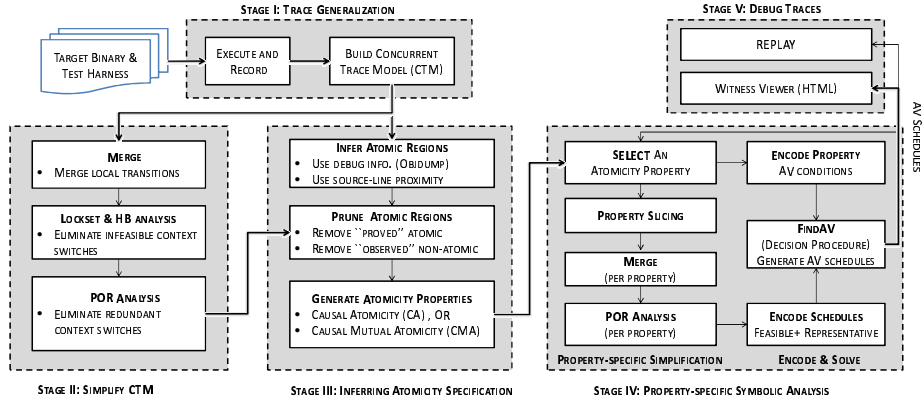 STAGE I: TRACE GENERALIZATION
TARGET BINARY &
TEST HARNESS
EXECUTE AND
RECORD
BUILD CONCURRENT
TRACE MODEL (CTM)
STAGE V: DEBUG TRACES
REPLAY
WITNESS VIEWER (HTML)
AV SCHEDULES
MERGE
• MERGE LOCAL TRANSITIONS
LOCKSET & HB ANALYSIS
• ELIMINATE INFEASIBLE CONTEXT
SWITCHES
POR ANALYSIS
• ELIMINATE REDUNDANT
CONTEXT SWITCHES
STAGE II: SIMPLIFY CTM
INFER ATOMIC REGIONS
• USE DEBUG INFO. (OBJDUMP)
• USE SOURCE-LINE PROXIMITY
PRUNE ATOMIC REGIONS
• REMOVE ``PROVED'' ATOMIC
• REMOVE ``OBSERVED'' NON-ATOMIC
GENERATE ATOMICITY PROPERTIES
• CAUSAL ATOMICITY (CA) , OR
• CAUSAL MUTUAL ATOMICITY (CMA)
STAGE III: INFERRING ATOMICITY SPECIFICATION
SELECT AN
ATOMICITY PROPERTY
PROPERTY SLICING
MERGE
(PER PROPERTY)
POR ANALYSIS
(PER PROPERTY)
PROPERTY-SPECIFIC SIMPLIFICATION
ENCODE PROPERTY
AV CONDITIONS
FINDAV
(DECISION PROCEDURE)
GENERATE AV SCHEDULES
ENCODE SCHEDULES
FEASIBLE+ REPRESENTATIVE
ENCODE & SOLVE
STAGE IV: PROPERTY-SPECIFIC SYMBOLIC ANALYSIS